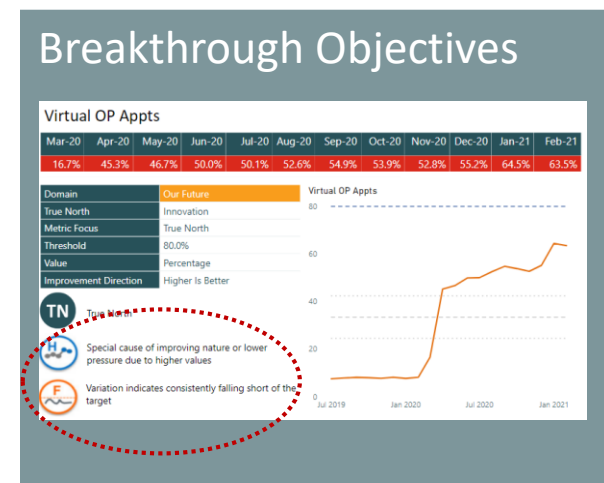 Breakthrough Objectives
Virtual OP Appts
Mar-20 Apr-20 May-20 Jun-20 Jul-20 Aug-20 Sep-20 Oct-20 Nov-20 Dec-20 Jan-21 Feb-21
16.7% 45.3% 46.7% 50.0% 50.1% 52.6% 54.9% 53.9% 52.8% 55.2% 64.5% 63.5%
Domain Our Future
True North Innovation
Metric Focus True North
Threshold 80.0%
Value Percentage
Improvement Direction Higher Is Better
TN True North
H Special cause of improving nature or lower
pressure due to higher values
F Variation indicates consistently falling short of the
target
Virtual OP Appts
80
60
40
20
0
Jul 2019 Jan 2020 Jul 2020 Jan 2021